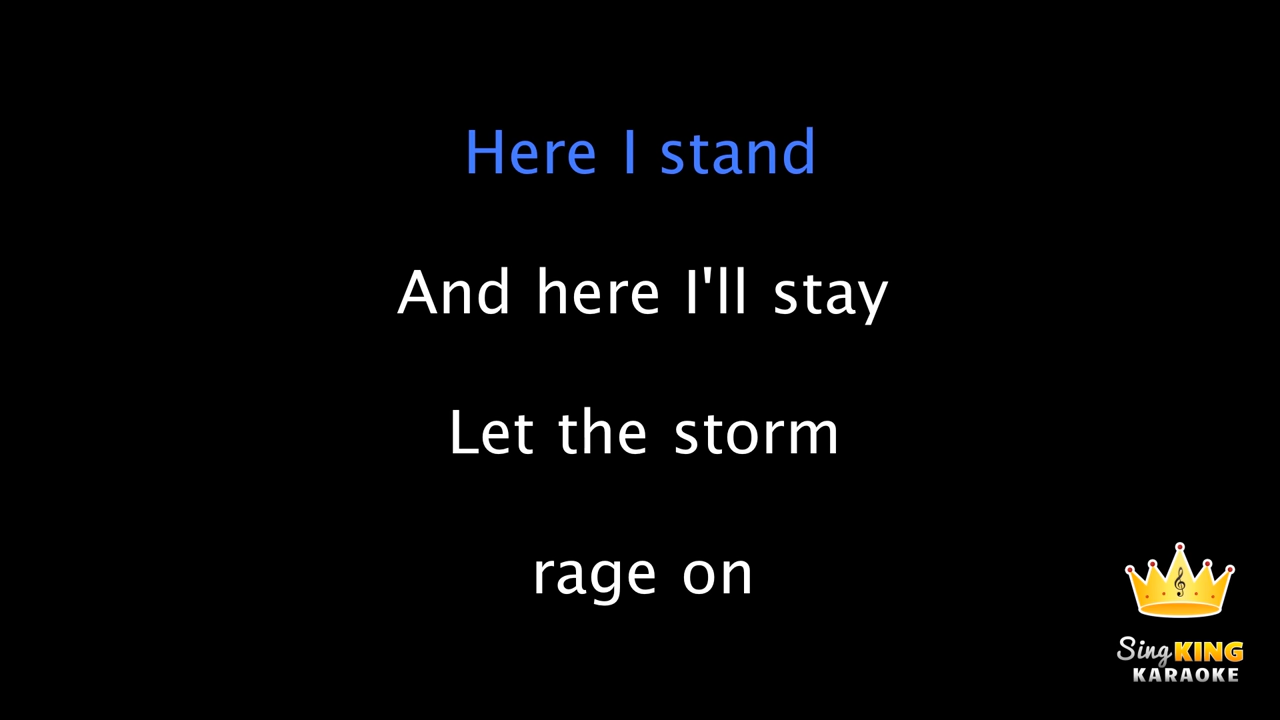 Here I stand
And here I'll stay
Let the storm
rage on
Sing KING
KARAOKE